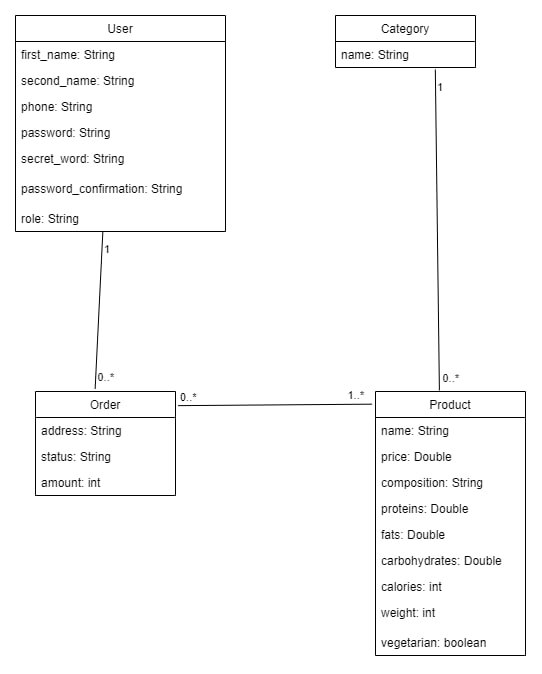 User
first_name: String
second_name: String
phone: String
password: String
secret_word: String
password_confirmation: String
role: String
Category
name: String
1
1
0..*
0..*
Order
address: String
status: String
amount: int
0..*
1..*
Product
name: String
price: Double
composition: String
proteins: Double
fats: Double
carbohydrates: Double
calories: int
weight: int
vegetarian: boolean